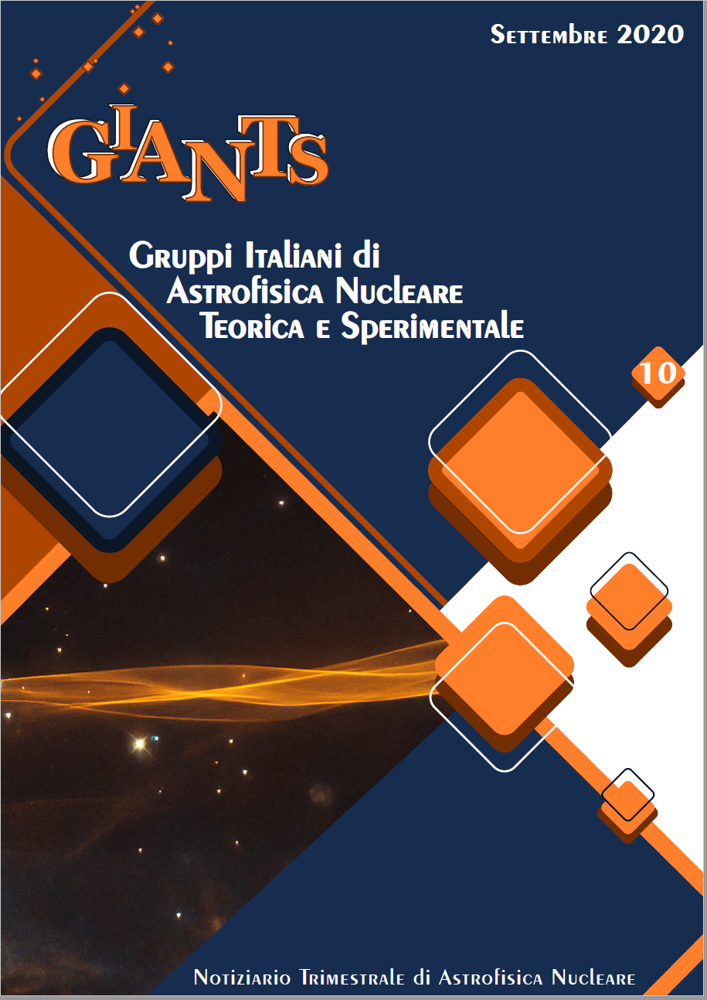 Settembre 2020
GIANTS
Gruppi Italiani di
Astrofisica Nucleare
Teorica e Sperimentale
10
Notiziario Trimestrale di Astrofisica Nucleare